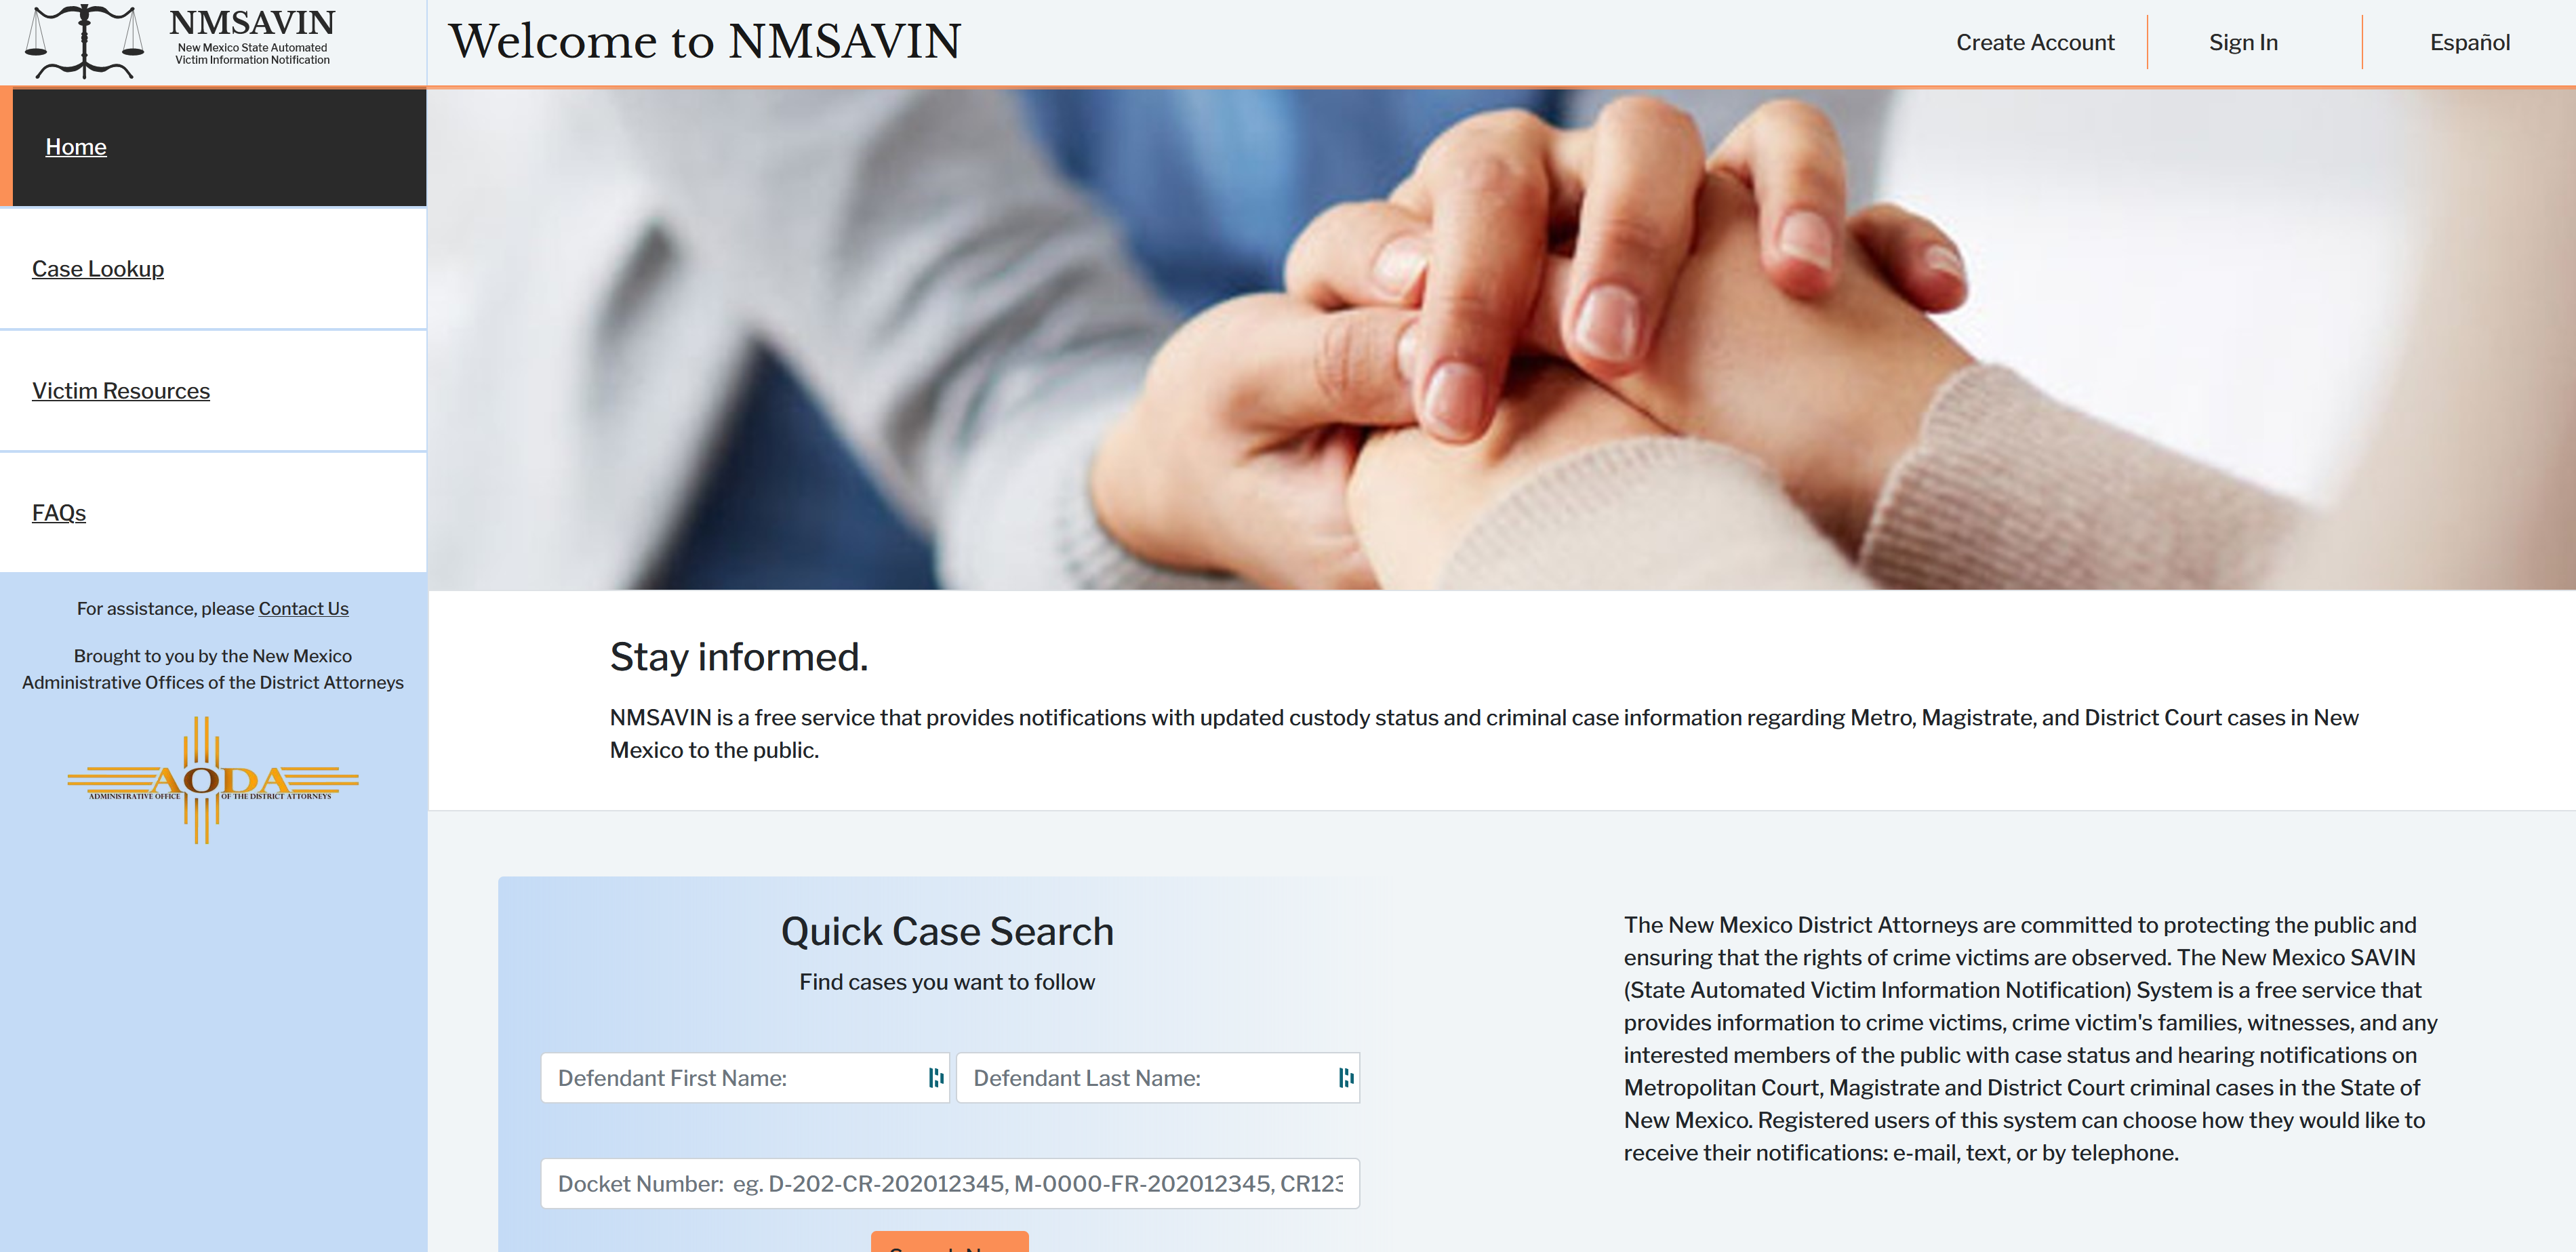 NMSAVIN
New Mexico State Automated
Victim Information Notification
Welcome to NMSAVIN
Create Account
Sign In
Español
Home
Case Lookup
Victim Resources
FAQs
For assistance, please Contact Us
Brought to you by the New Mexico
Administrative Offices of the District Attorneys
AODA
ADMINISTRATIVE OFFICE OF THE DISTRICT ATTORNEYS
Stay informed.
NMSAVIN is a free service that provides notifications with updated custody status and criminal case information regarding Metro, Magistrate, and District Court cases in New
Mexico to the public.
Quick Case Search
Find cases you want to follow
Defendant First Name:
Defendant Last Name:
Docket Number: eg. D-202-CR-202012345, M-0000-FR-202012345, CR123
The New Mexico District Attorneys are committed to protecting the public and
ensuring that the rights of crime victims are observed. The New Mexico SAVIN
(State Automated Victim Information Notification) System is a free service that
provides information to crime victims, crime victim's families, witnesses, and any
interested members of the public with case status and hearing notifications on
Metropolitan Court, Magistrate and District Court criminal cases in the State of
New Mexico. Registered users of this system can choose how they would like to
receive their notifications: e-mail, text, or by telephone.